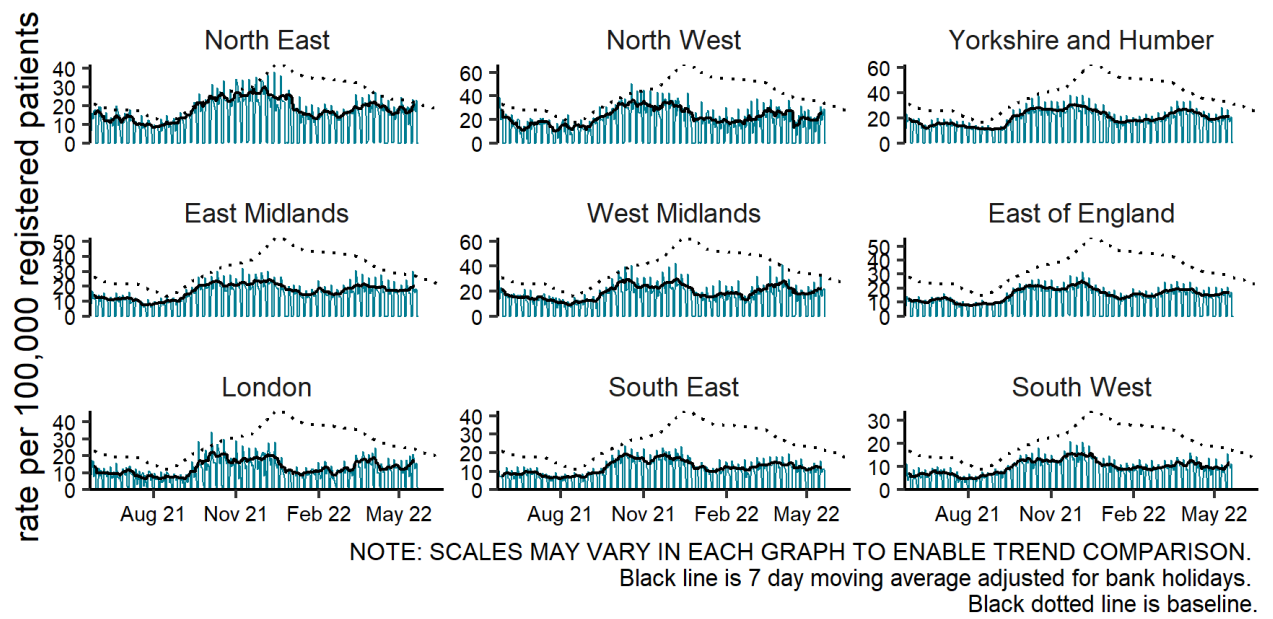 rate per 100,000 registered patients
North East
North West
Yorkshire and Humber
40
30
20
10
0
60
40
20
0
60
40
20
0
East Midlands
West Midlands
East of England
50
40
30
20
10
0
60
40
20
0
50
40
30
20
10
0
London
South East
South West
40
30
20
10
0
40
30
20
10
0
30
20
10
0
Aug 21 Nov 21 Feb 22 May 22
Aug 21 Nov 21 Feb 22 May 22
Aug 21 Nov 21 Feb 22 May 22
NOTE: SCALES MAY VARY IN EACH GRAPH TO ENABLE TREND COMPARISON.
Black line is 7 day moving average adjusted for bank holidays.
Black dotted line is baseline.